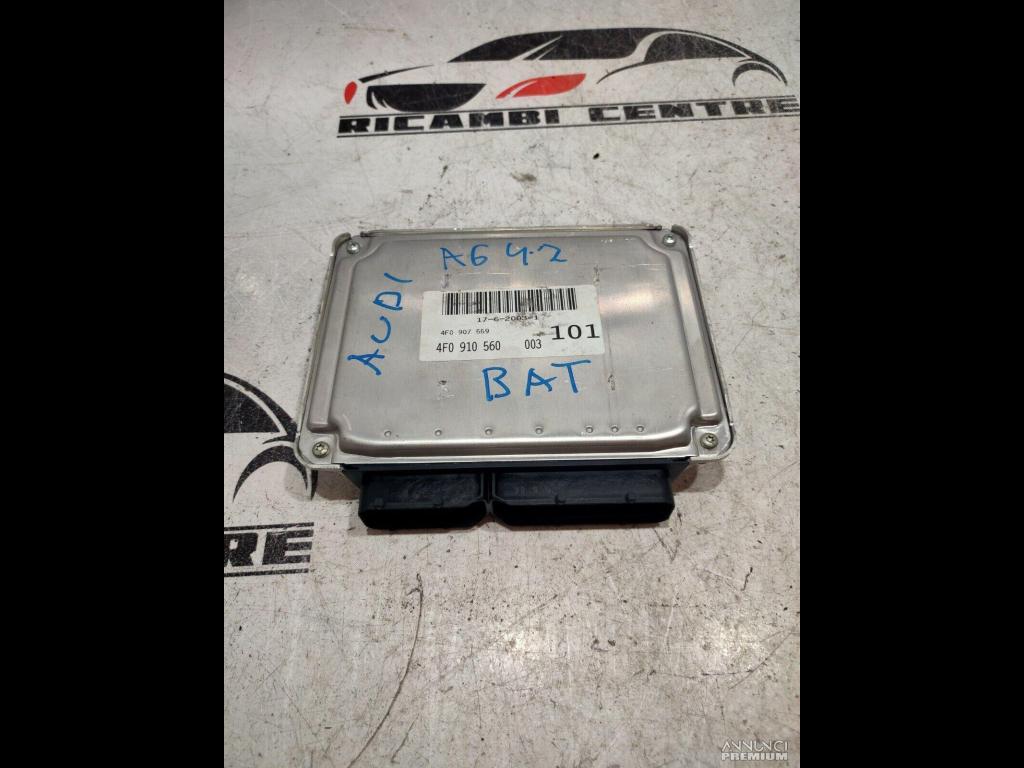 RICAMBI CENTRE
A6 4.2
AUDI
17-6-2003-1
4F0 907 559
101
4F0 910 560 003
BAT
RE
ANNUNCI
PREMIUM